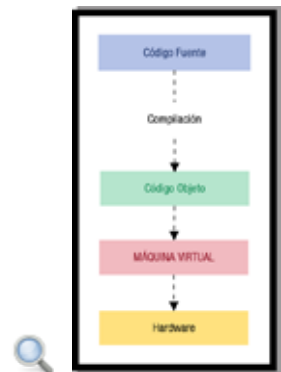 Código Fuente
Compilación
Código Objeto
MÁQUINA VIRTUAL
Hardware